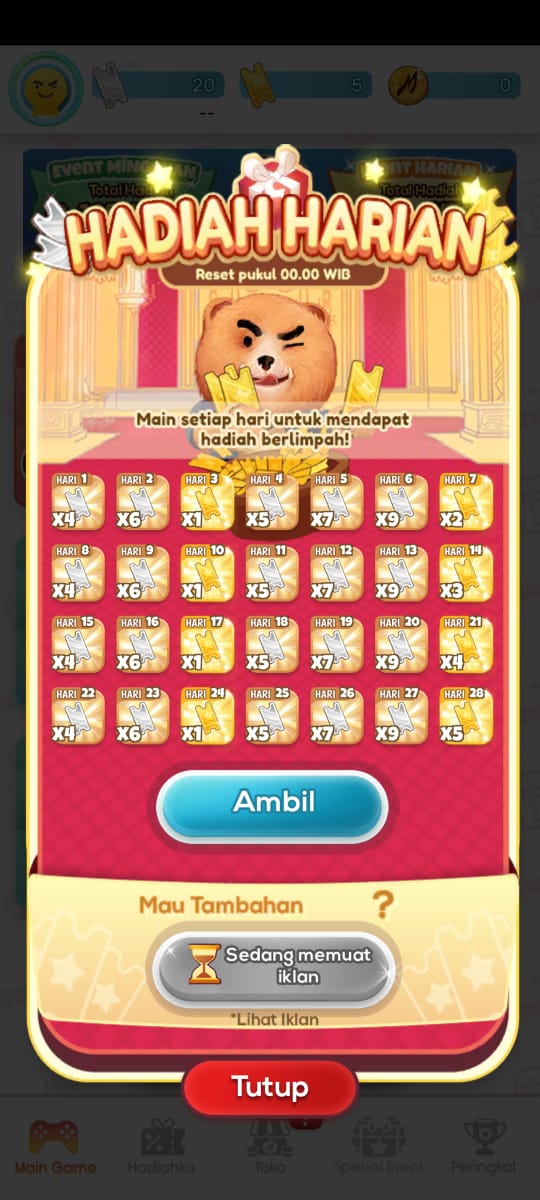 20
5
0
--
EVENT MINGGUAN
EVENT HARIAN
Total Hadiah
Total Hadiah
HADIAH HARIAN
Reset pukul 00.00 WIB
Main setiap hari untuk mendapat
hadiah berlimpah!
HARI 1 HARI 2 HARI 3 HARI 4 HARI 5 HARI 6 HARI 7
X4 X6 X1 X5 X7 X9 X2
HARI 8 HARI 9 HARI 10 HARI 11 HARI 12 HARI 13 HARI 14
X4 X6 X1 X5 X7 X9 X3
HARI 15 HARI 16 HARI 17 HARI 18 HARI 19 HARI 20 HARI 21
X4 X6 X1 X5 X7 X9 X4
HARI 22 HARI 23 HARI 24 HARI 25 HARI 26 HARI 27 HARI 28
X4 X6 X1 X5 X7 X9 X5
Ambil
Mau Tambahan ?
Sedang memuat
iklan
*Lihat Iklan
Tutup
Main Game Hadiahku Toko Spesial Event Peringkat